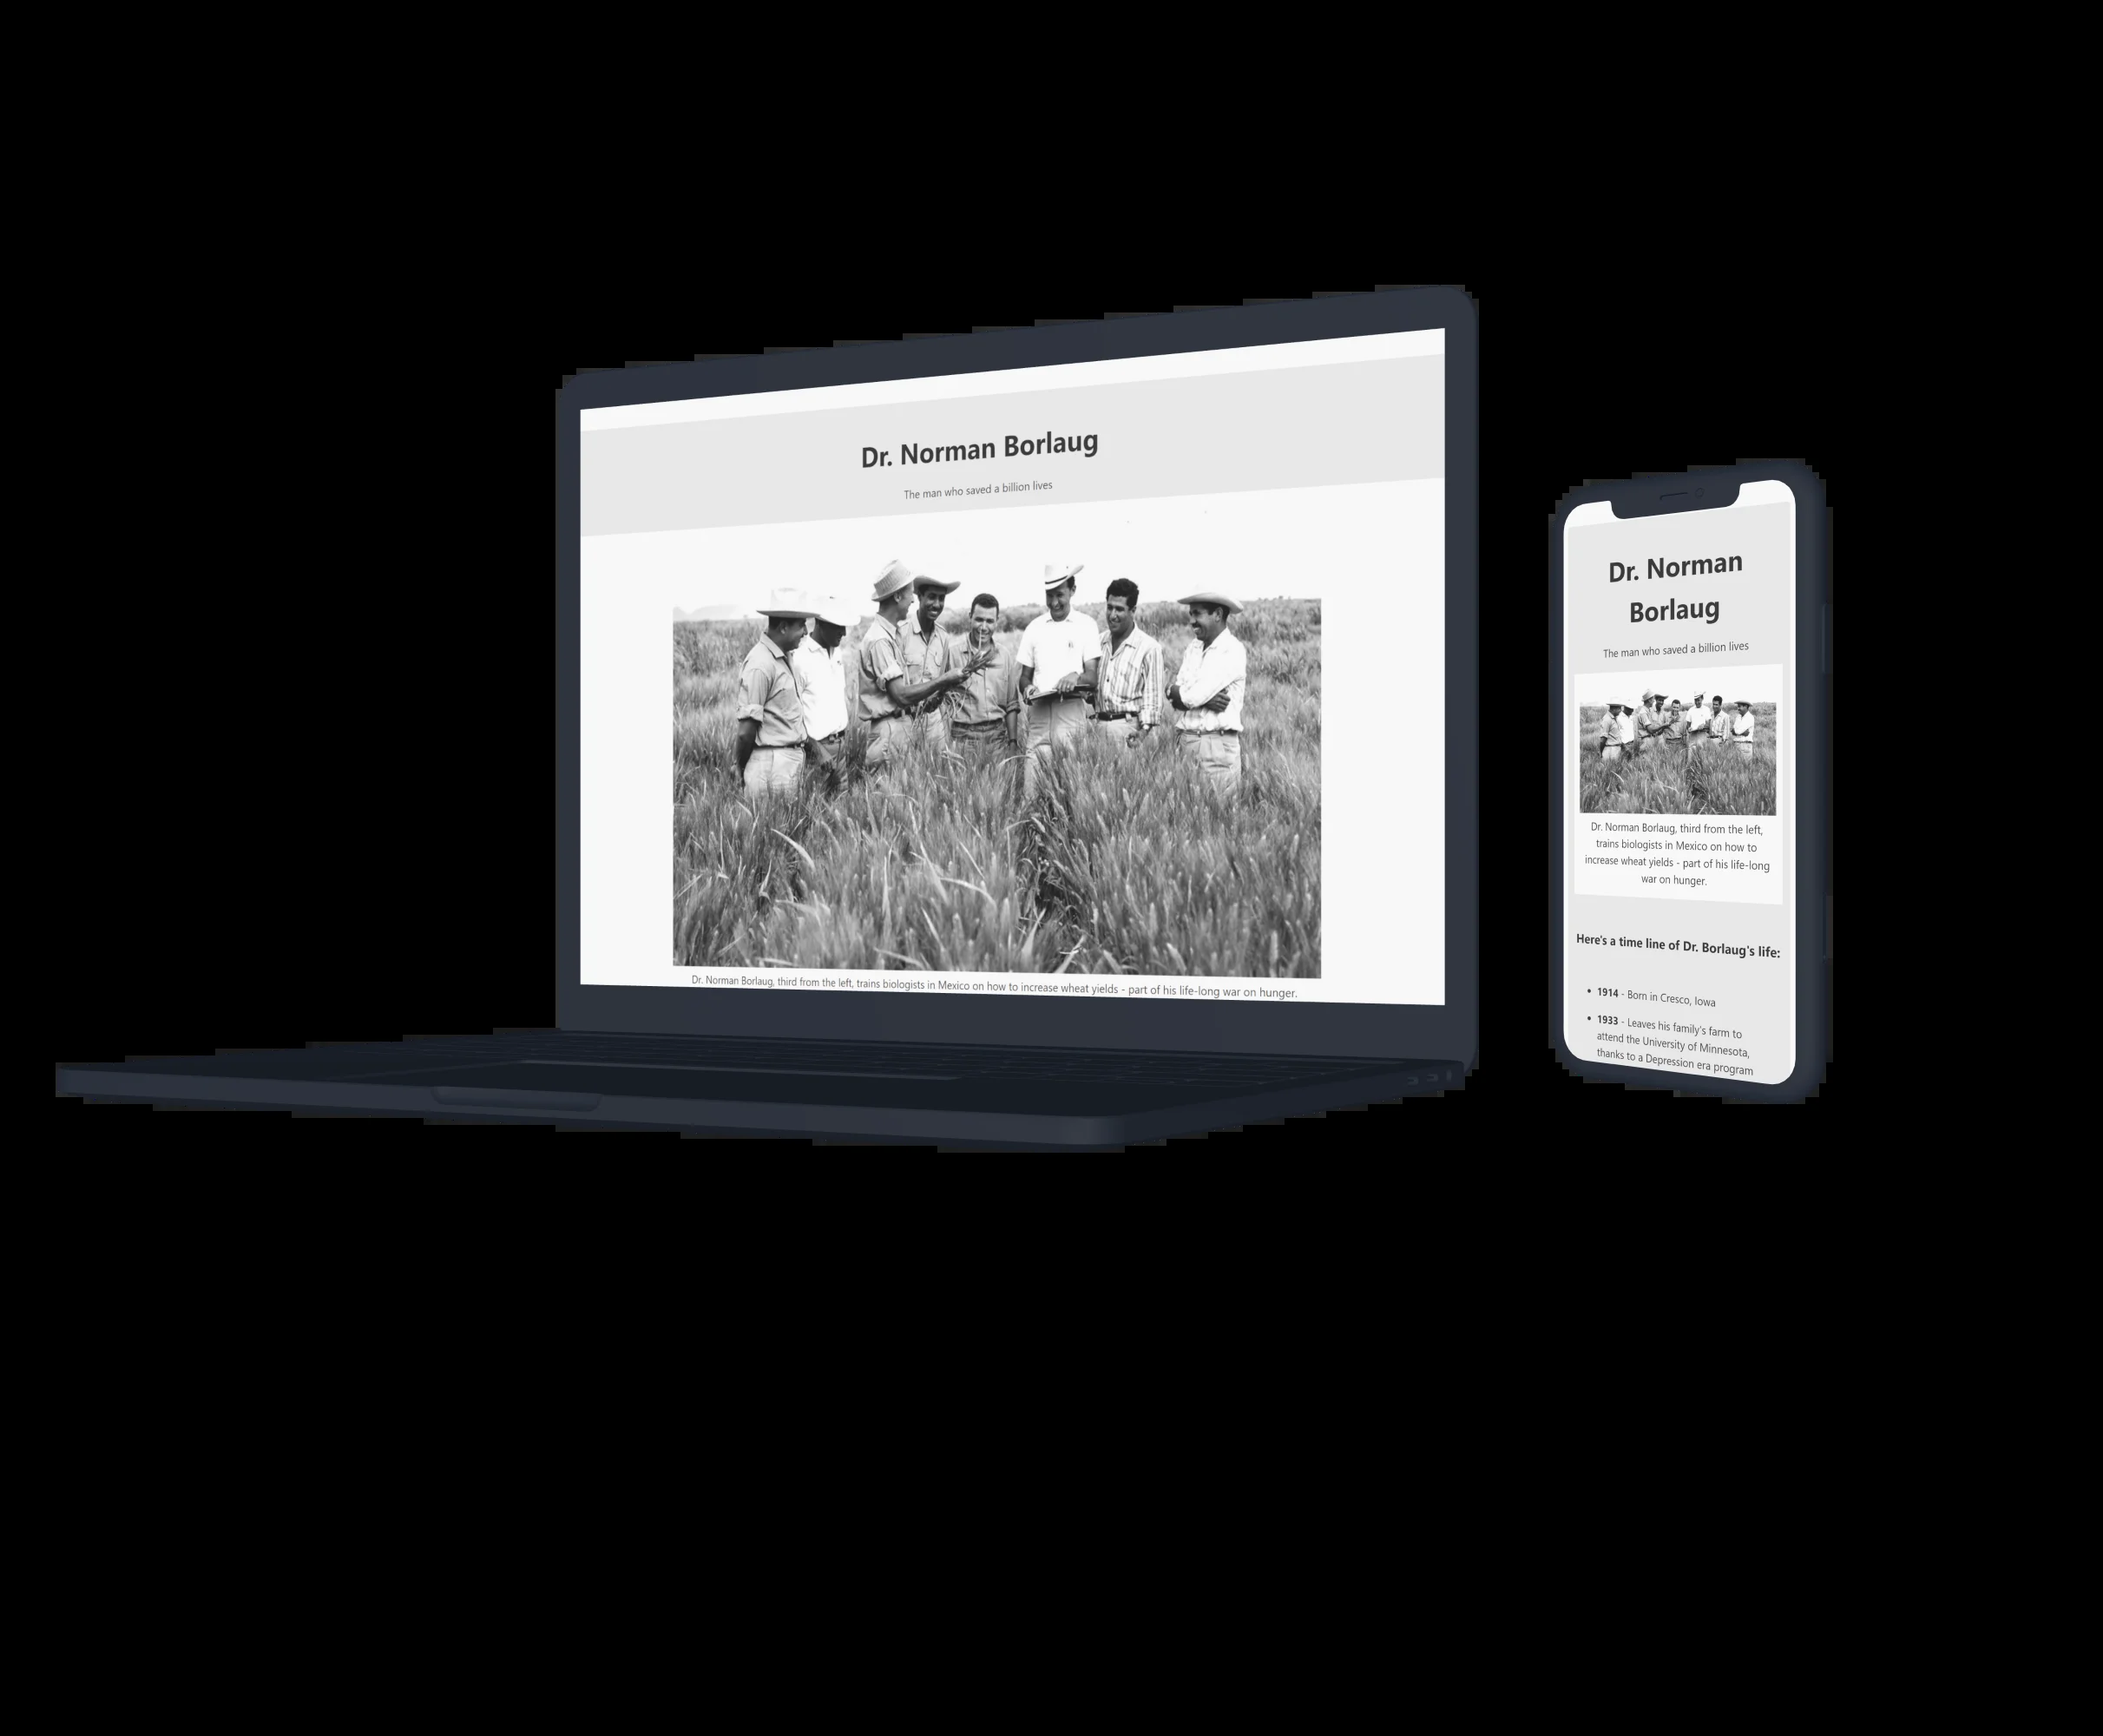 Dr. Norman Borlaug
The man who saved a billion lives
Dr. Norman Borlaug, third from the left, trains biologists in Mexico on how to increase wheat yields - part of his life-long war on hunger.
Dr. Norman
Borlaug
The man who saved a billion lives
Dr. Norman Borlaug, third from the left,
trains biologists in Mexico on how to
increase wheat yields - part of his life-long
war on hunger.
Here's a time line of Dr. Borlaug's life:
• 1914 - Born in Cresco, Iowa
• 1933 - Leaves his family's farm to
attend the University of Minnesota,
thanks to a Depression era program